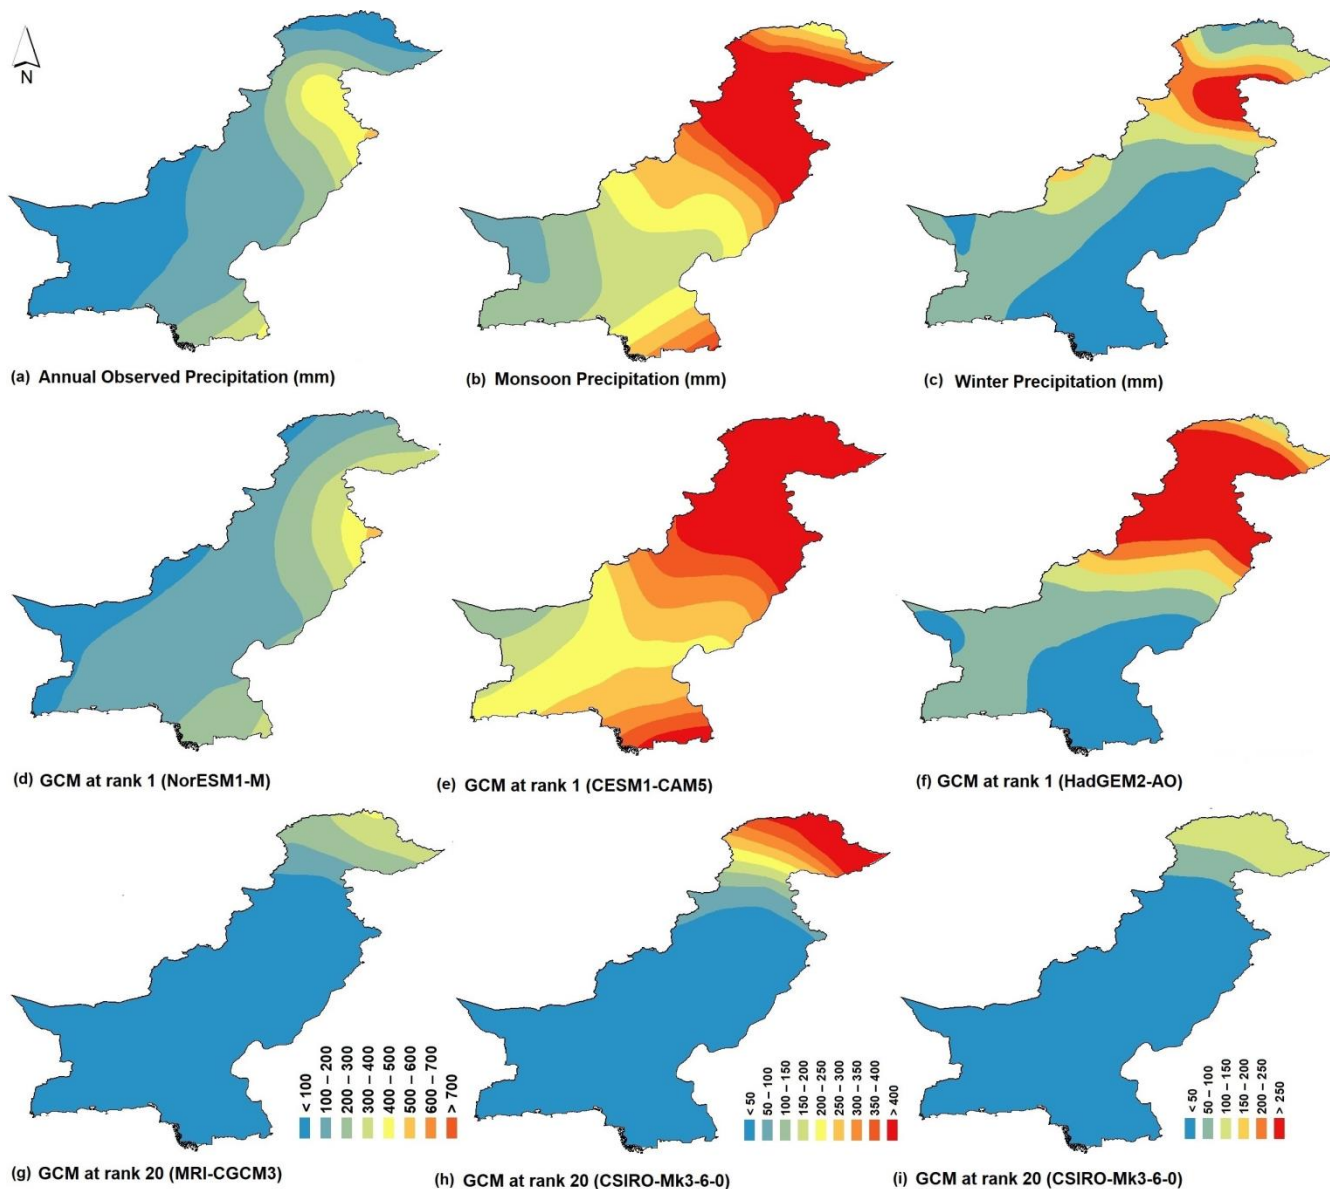 N
(a) Annual Observed Precipitation (mm)
(b) Monsoon Precipitation (mm)
(c) Winter Precipitation (mm)
(d) GCM at rank 1 (NorESM1-M)
(e) GCM at rank 1 (CESM1-CAM5)
(f) GCM at rank 1 (HadGEM2-AO)
< 100
100 – 200
200 – 300
300 – 400
400 – 500
500 – 600
600 – 700
> 700
< 50
50 – 100
100 – 150
150 – 200
200 – 250
250 – 300
300 – 350
350 – 400
> 400
< 50
50 – 100
100 – 150
150 – 200
200 – 250
> 250
(g) GCM at rank 20 (MRI-CGCM3)
(h) GCM at rank 20 (CSIRO-Mk3-6-0)
(i) GCM at rank 20 (CSIRO-Mk3-6-0)